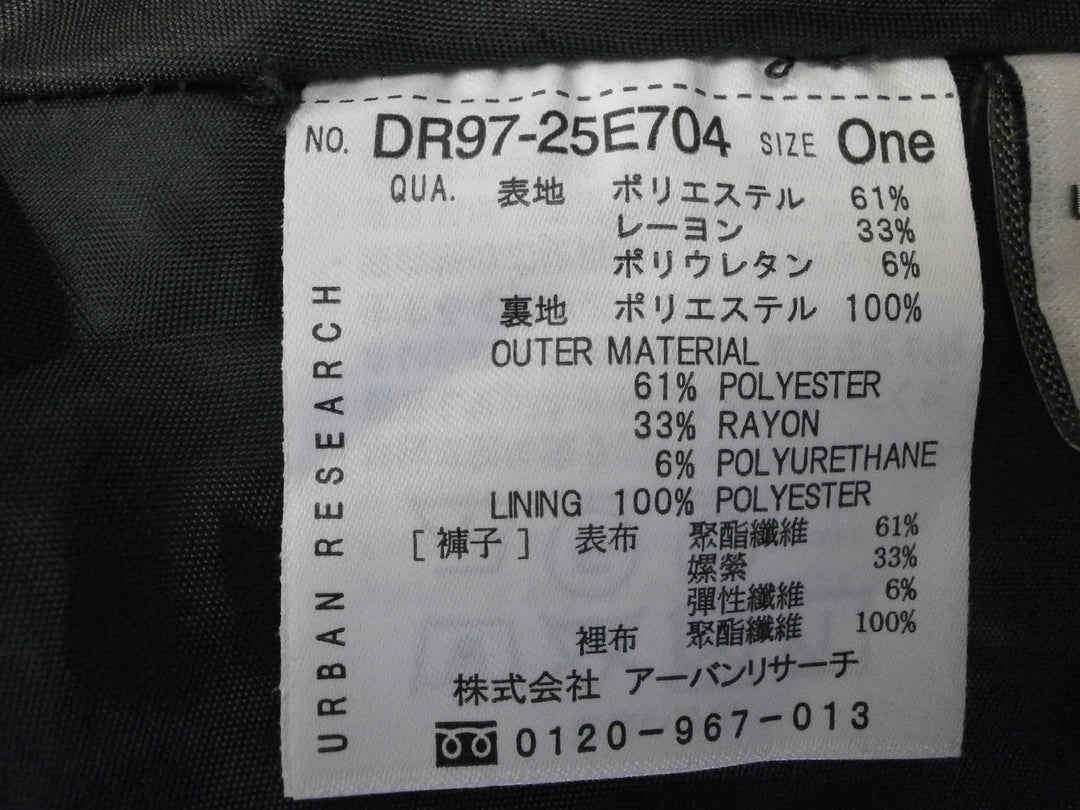 NO. DR97-25E704 SIZE One
QUA. 表地 ポリエステル 61%
レーヨン 33%
ポリウレタン 6%
裏地 ポリエステル 100%
OUTER MATERIAL
61% POLYESTER
33% RAYON
6% POLYURETHANE
LINING 100% POLYESTER
[ 褲子 ] 表布 聚酯纖維 61%
嫘縈 33%
彈性纖維 6%
裡布 聚酯纖維 100%
株式会社 アーバンリサーチ
0120-967-013
URBAN RESEARCH